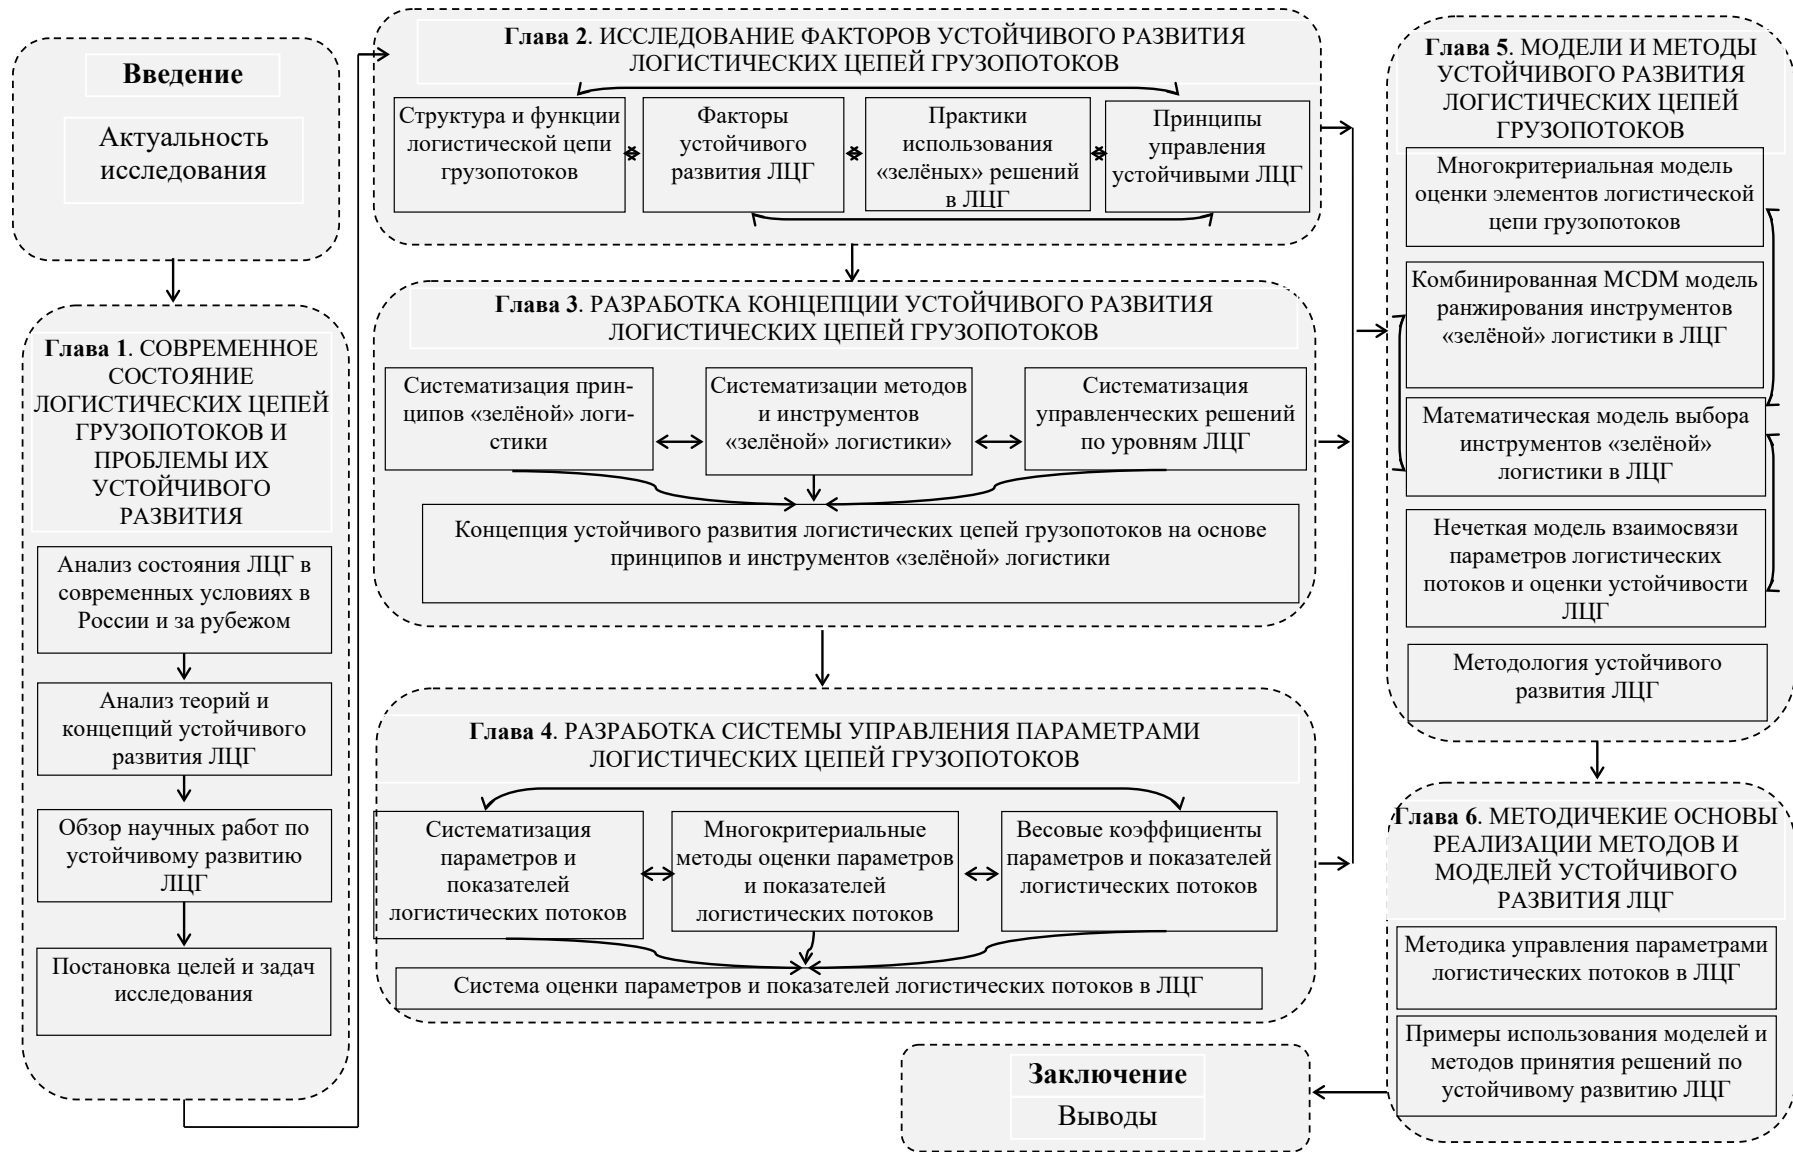 Введение
Актуальность
исследования
Глава 1. СОВРЕМЕННОЕ
СОСТОЯНИЕ
ЛОГИСТИЧЕСКИХ ЦЕПЕЙ
ГРУЗОПОТОКОВ И
ПРОБЛЕМЫ ИХ
УСТОЙЧИВОГО
РАЗВИТИЯ
Анализ состояния ЛЦГ в
современных условиях в
России и за рубежом
Анализ теорий и
концепций устойчивого
развития ЛЦГ
Обзор научных работ по
устойчивому развитию
ЛЦГ
Постановка целей и задач
исследования
Глава 2. ИССЛЕДОВАНИЕ ФАКТОРОВ УСТОЙЧИВОГО РАЗВИТИЯ
ЛОГИСТИЧЕСКИХ ЦЕПЕЙ ГРУЗОПОТОКОВ
Структура и функции
логистической цепи
грузопотоков
Факторы
устойчивого
развития ЛЦГ
Практики
использования
«зелёных» решений
в ЛЦГ
Принципы
управления
устойчивыми ЛЦГ
Глава 3. РАЗРАБОТКА КОНЦЕПЦИИ УСТОЙЧИВОГО РАЗВИТИЯ
ЛОГИСТИЧЕСКИХ ЦЕПЕЙ ГРУЗОПОТОКОВ
Систематизация прин-
ципов «зелёной» логи-
стики
Систематизации методов
и инструментов
«зелёной» логистики»
Систематизация
управленческих решений
по уровням ЛЦГ
Концепция устойчивого развития логистических цепей грузопотоков на основе
принципов и инструментов «зелёной» логистики
Глава 4. РАЗРАБОТКА СИСТЕМЫ УПРАВЛЕНИЯ ПАРАМЕТРАМИ
ЛОГИСТИЧЕСКИХ ЦЕПЕЙ ГРУЗОПОТОКОВ
Систематизация
параметров и
показателей
логистических потоков
Многокритериальные
методы оценки параметров
и показателей
логистических потоков
Весовые коэффициенты
параметров и показателей
логистических потоков
Система оценки параметров и показателей логистических потоков в ЛЦГ
Глава 5. МОДЕЛИ И МЕТОДЫ
УСТОЙЧИВОГО РАЗВИТИЯ
ЛОГИСТИЧЕСКИХ ЦЕПЕЙ
ГРУЗОПОТОКОВ
Многокритериальная модель
оценки элементов логистической
цепи грузопотоков
Комбинированная MCDM модель
ранжирования инструментов
«зелёной» логистики в ЛЦГ
Математическая модель выбора
инструментов «зелёной»
логистики в ЛЦГ
Нечеткая модель взаимосвязи
параметров логистических
потоков и оценки устойчивости
ЛЦГ
Методология устойчивого
развития ЛЦГ
Глава 6. МЕТОДИЧЕКИЕ ОСНОВЫ
РЕАЛИЗАЦИИ МЕТОДОВ И
МОДЕЛЕЙ УСТОЙЧИВОГО
РАЗВИТИЯ ЛЦГ
Методика управления параметрами
логистических потоков в ЛЦГ
Примеры использования моделей и
методов принятия решений по
устойчивому развитию ЛЦГ
Заключение
Выводы